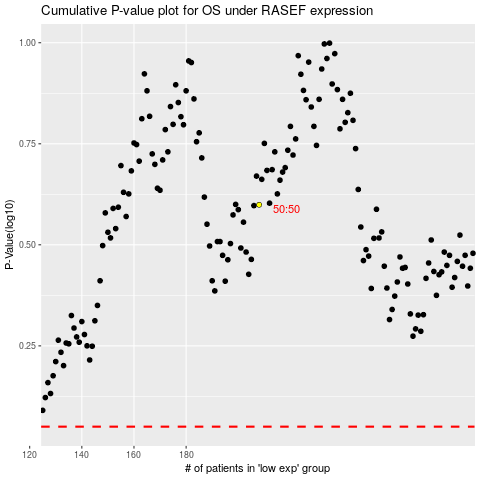 Cumulative P-value plot for OS under RASEF expression
P-Value(log10)
1.00
0.75
0.50
0.25
50:50
120 140 160 180
# of patients in 'low exp' group